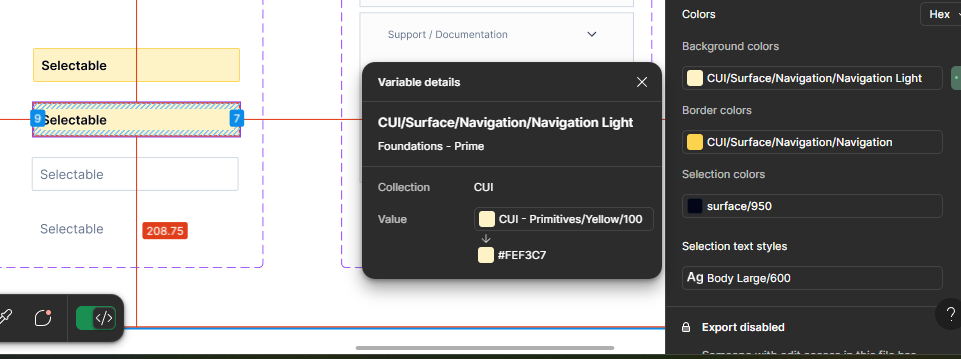 Selectable
9
Selectable
7
Selectable
Selectable
208.75
Support / Documentation
Variable details
CUI/Surface/Navigation/Navigation Light
Foundations - Prime
Collection
CUI
Value
CUI - Primitives/Yellow/100
#FEF3C7
Colors
Hex
Background colors
CUI/Surface/Navigation/Navigation Light
Border colors
CUI/Surface/Navigation/Navigation
Selection colors
surface/950
Selection text styles
Ag Body Large/600
?
Export disabled